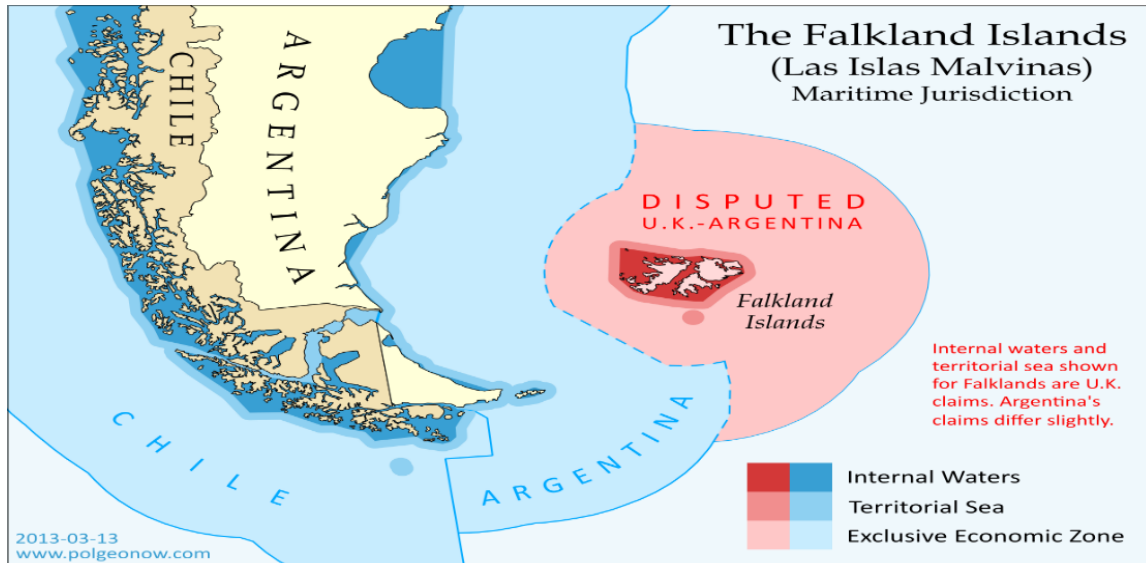 The Falkland Islands
(Las Islas Malvinas)
Maritime Jurisdiction
CHILE
ARGENTINA
DISPUTED
U.K.-ARGENTINA
Falkland
Islands
Internal waters and
territorial sea shown
for Falklands are U.K.
claims. Argentina's
claims differ slightly.
CHILE
ARGENTINA
Internal Waters
Territorial Sea
Exclusive Economic Zone
2013-03-13
www.polgeonow.com